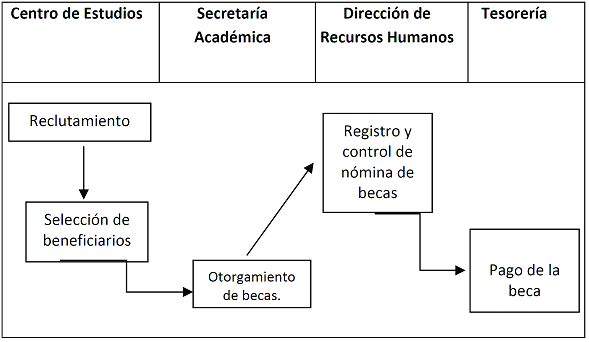 Centro de Estudios
Secretaría
Académica
Dirección de
Recursos Humanos
Tesorería
Reclutamiento
Selección de
beneficiarios
Otorgamiento
de becas.
Registro y
control de
nómina de
becas
Pago de la
beca